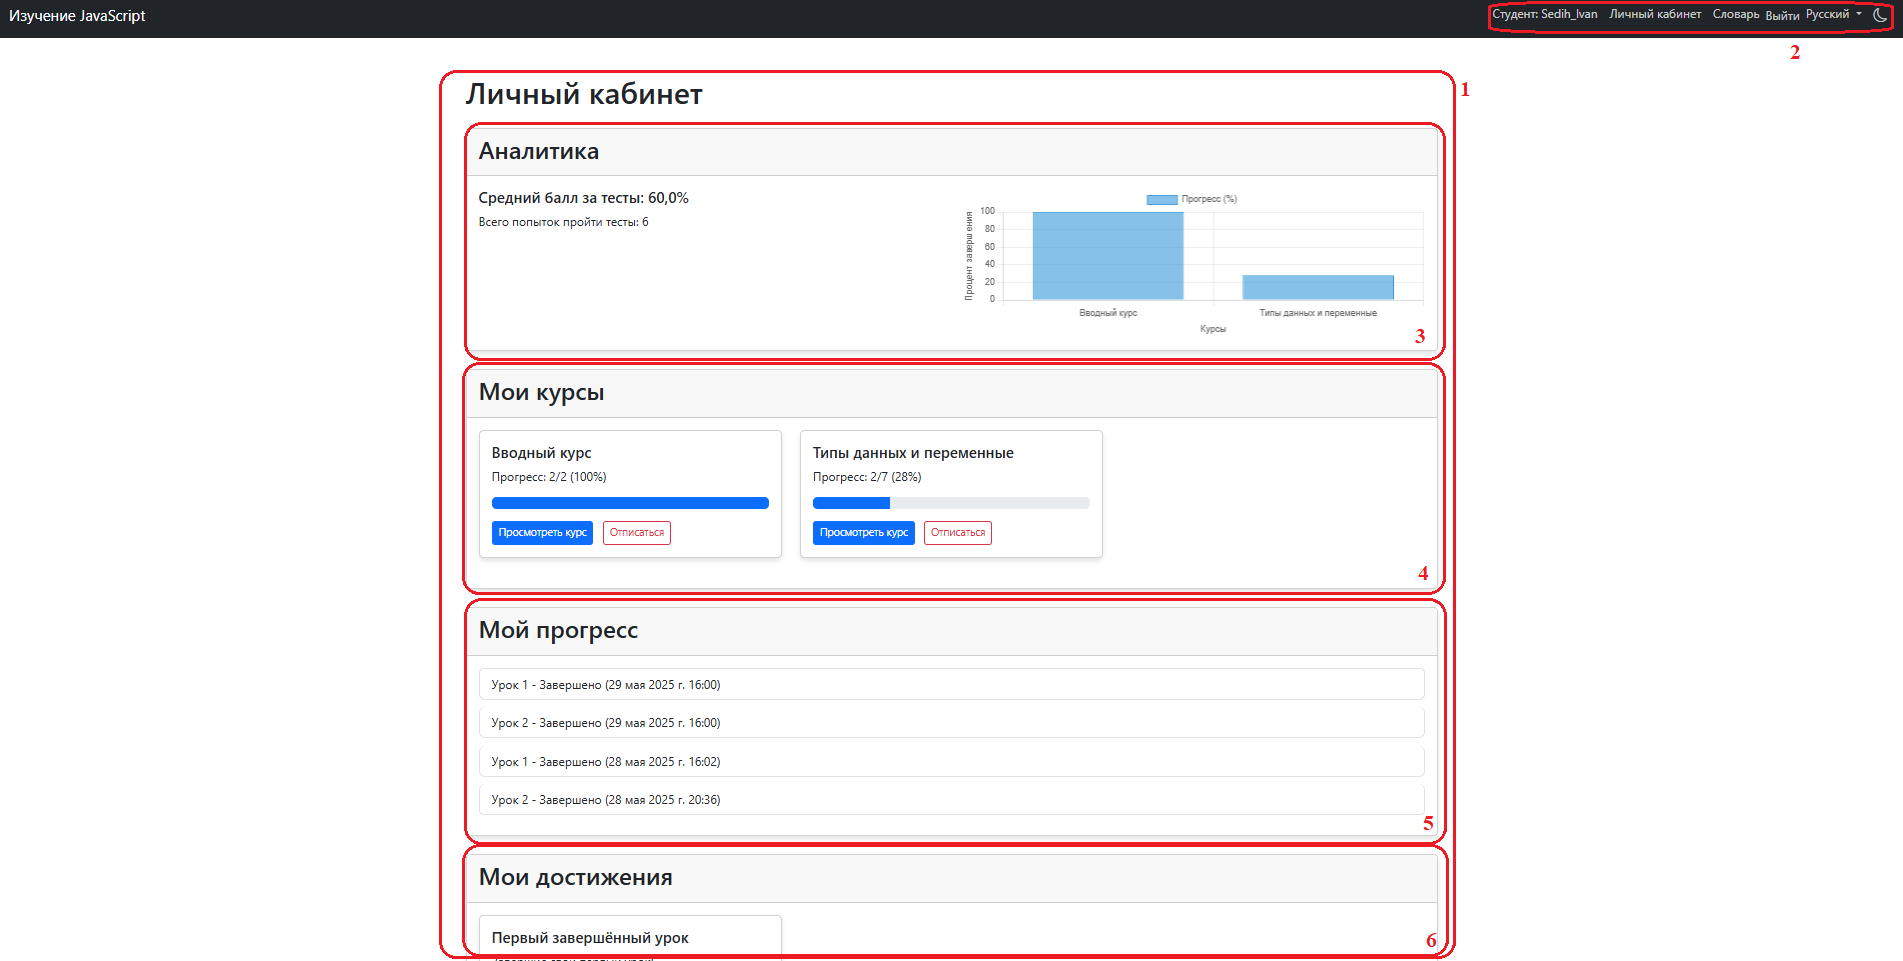 Изучение JavaScript
Студент: Sedih_Ivan Личный кабинет Словарь Выйти Русский
2
1
Личный кабинет
Аналитика
Средний балл за тесты: 60,0%
Всего попыток пройти тесты: 6
Прогресс (%)
Процент завершения
100
80
60
40
20
0
Вводный курс Типы данных и переменные
Курсы
3
Мои курсы
Вводный курс
Прогресс: 2/2 (100%)
Просмотреть курс Отписаться
Типы данных и переменные
Прогресс: 2/7 (28%)
Просмотреть курс Отписаться
4
Мой прогресс
Урок 1 - Завершено (29 мая 2025 г. 16:00)
Урок 2 - Завершено (29 мая 2025 г. 16:00)
Урок 1 - Завершено (28 мая 2025 г. 16:02)
Урок 2 - Завершено (28 мая 2025 г. 20:36)
5
Мои достижения
Первый завершённый урок
6